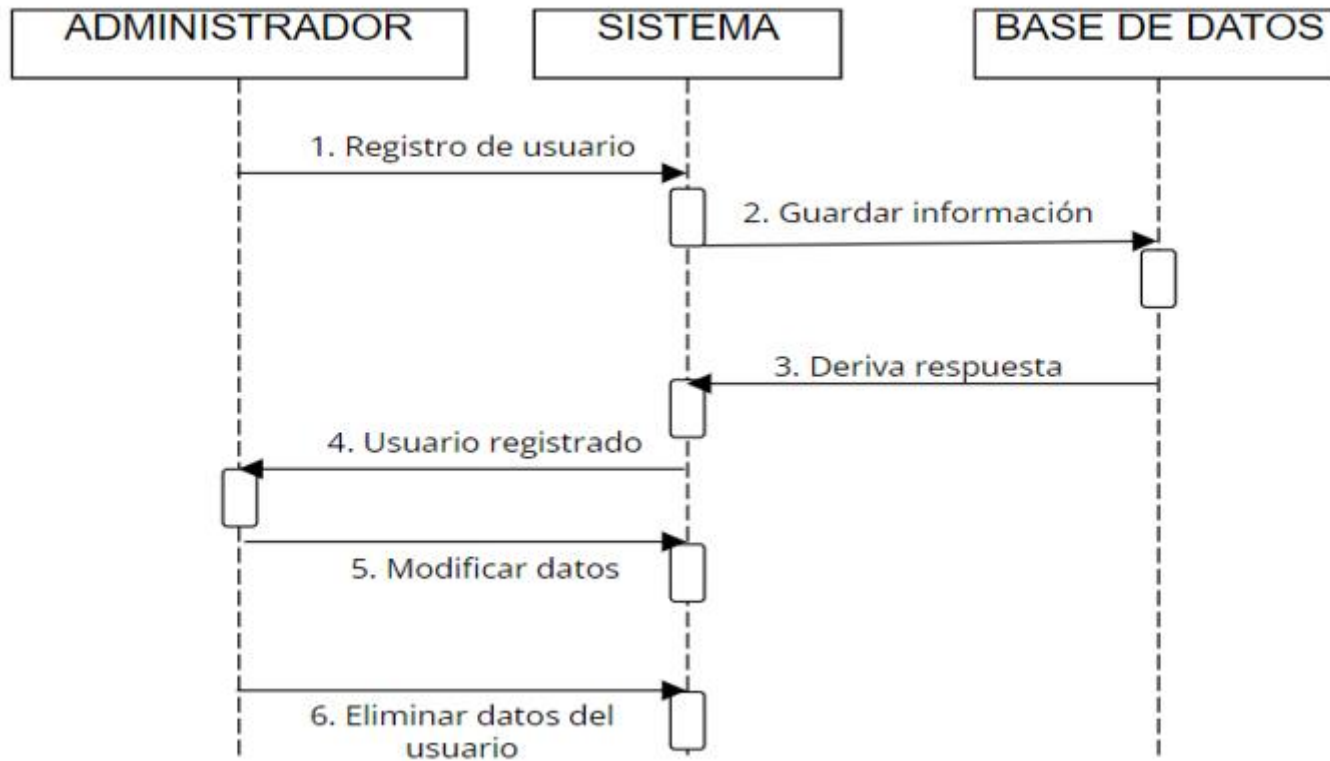 ADMINISTRADOR
SISTEMA
BASE DE DATOS
1. Registro de usuario
2. Guardar información
3. Deriva respuesta
4. Usuario registrado
5. Modificar datos
6. Eliminar datos del
usuario